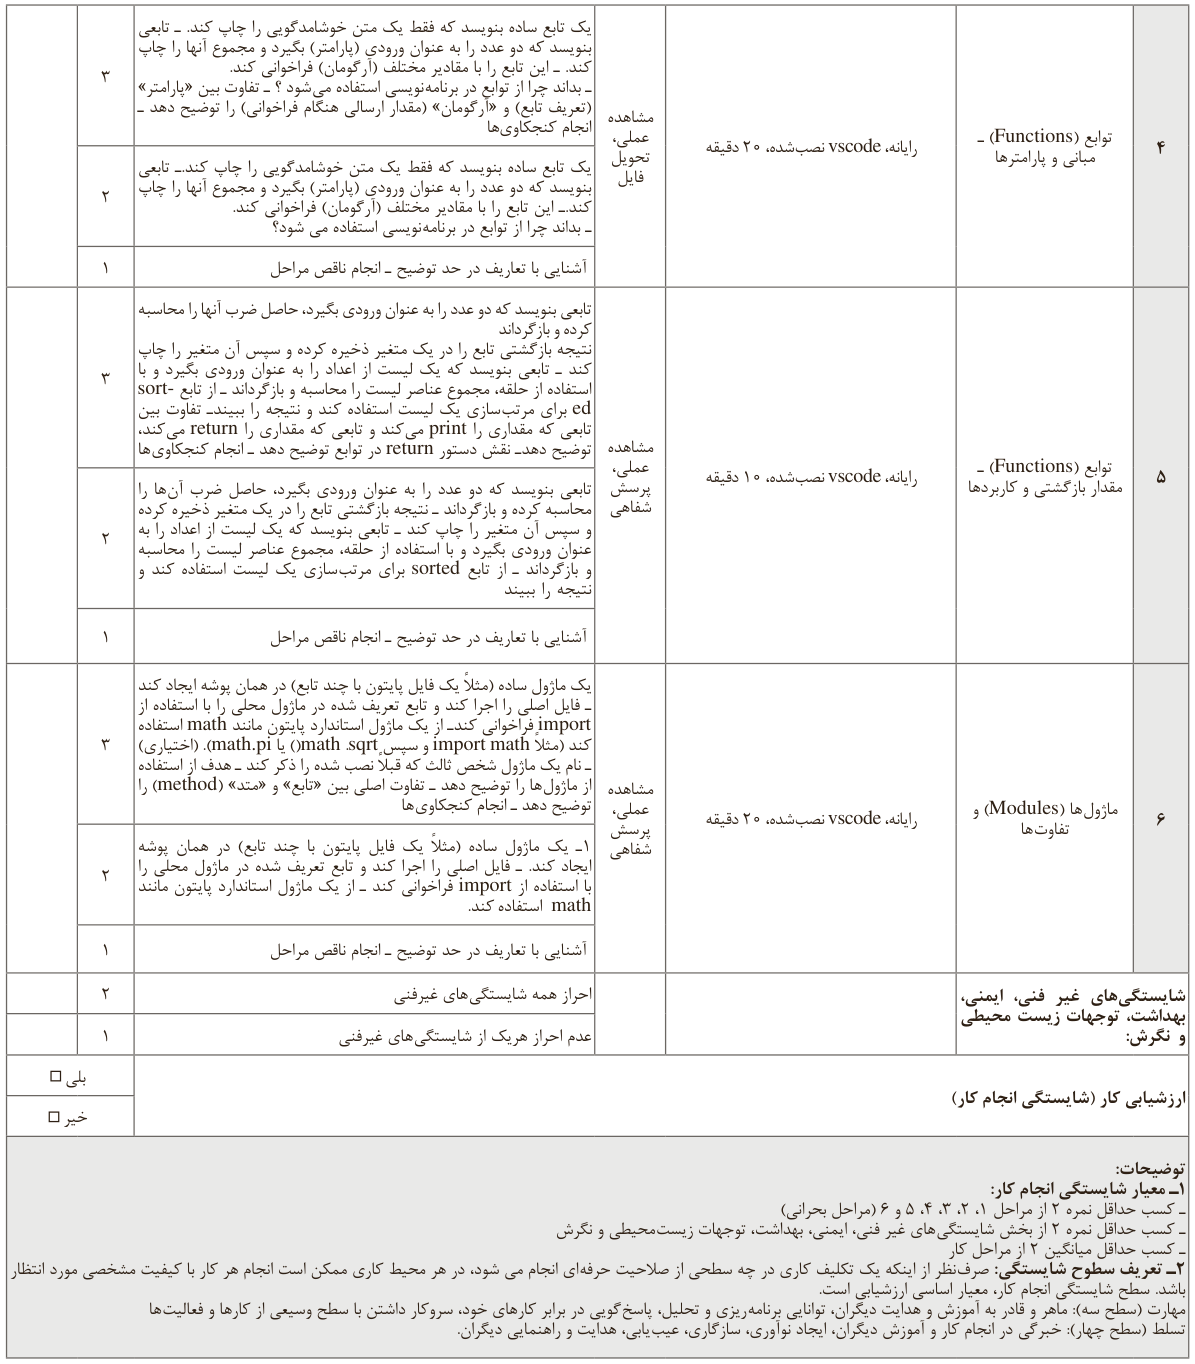 ۴
توابع (Functions) ـ
مبانی و پارامترها
رایانه، vscode نصب‌شده، ۲۰ دقیقه
مشاهده
عملی،
تحویل
فایل
یک تابع ساده بنویسد که فقط یک متن خوشامدگویی را چاپ کند. ـ تابعی
بنویسد که دو عدد را به عنوان ورودی (پارامتر) بگیرد و مجموع آنها را چاپ
کند. ـ این تابع را با مقادیر مختلف (آرگومان) فراخوانی کند.
ـ بداند چرا از توابع در برنامه‌نویسی استفاده می‌شود ؟ ـ تفاوت بین «پارامتر»
(تعریف تابع) و «آرگومان» (مقدار ارسالی هنگام فراخوانی) را توضیح دهد ـ
انجام کنجکاوی‌ها
۳
یک تابع ساده بنویسد که فقط یک متن خوشامدگویی را چاپ کند.ـ تابعی
بنویسد که دو عدد را به عنوان ورودی (پارامتر) بگیرد و مجموع آنها را چاپ
کند.ـ این تابع را با مقادیر مختلف (آرگومان) فراخوانی کند.
ـ بداند چرا از توابع در برنامه‌نویسی استفاده می شود؟
۲
آشنایی با تعاریف در حد توضیح ـ انجام ناقص مراحل
۱
۵
توابع (Functions) ـ
مقدار بازگشتی و کاربردها
رایانه، vscode نصب‌شده، ۱۰ دقیقه
مشاهده
عملی،
پرسش
شفاهی
تابعی بنویسد که دو عدد را به عنوان ورودی بگیرد، حاصل ضرب آنها را محاسبه
کرده و بازگرداند
نتیجه بازگشتی تابع را در یک متغیر ذخیره کرده و سپس آن متغیر را چاپ
کند ـ تابعی بنویسد که یک لیست از اعداد را به عنوان ورودی بگیرد و با
استفاده از حلقه، مجموع عناصر لیست را محاسبه و بازگرداند ـ از تابع sort-
ed برای مرتب‌سازی یک لیست استفاده کند و نتیجه را ببیندـ تفاوت بین
تابعی که مقداری را print می‌کند و تابعی که مقداری را return می‌کند،
توضیح دهدـ نقش دستور return در توابع توضیح دهد ـ انجام کنجکاوی‌ها
۳
تابعی بنویسد که دو عدد را به عنوان ورودی بگیرد، حاصل ضرب آن‌ها را
محاسبه کرده و بازگرداند ـ نتیجه بازگشتی تابع را در یک متغیر ذخیره کرده
و سپس آن متغیر را چاپ کند ـ تابعی بنویسد که یک لیست از اعداد را به
عنوان ورودی بگیرد و با استفاده از حلقه، مجموع عناصر لیست را محاسبه
و بازگرداند ـ از تابع sorted برای مرتب‌سازی یک لیست استفاده کند و
نتیجه را ببیند
۲
آشنایی با تعاریف در حد توضیح ـ انجام ناقص مراحل
۱
۶
ماژول‌ها (Modules) و
تفاوت‌ها
رایانه، vscode نصب‌شده، ۲۰ دقیقه
مشاهده
عملی،
پرسش
شفاهی
یک ماژول ساده (مثلاً یک فایل پایتون با چند تابع) در همان پوشه ایجاد کند
ـ فایل اصلی را اجرا کند و تابع تعریف شده در ماژول محلی را با استفاده از
import فراخوانی کندـ از یک ماژول استاندارد پایتون مانند math استفاده
کند (مثلاً import math و سپس math .sqrt() یا math.pi). (اختیاری)
ـ نام یک ماژول شخص ثالث که قبلاً نصب شده را ذکر کند ـ هدف از استفاده
از ماژول‌ها را توضیح دهد ـ تفاوت اصلی بین «تابع» و «متد» (method) را
توضیح دهد ـ انجام کنجکاوی‌ها
۳
۱ـ یک ماژول ساده (مثلاً یک فایل پایتون با چند تابع) در همان پوشه
ایجاد کند. ـ فایل اصلی را اجرا کند و تابع تعریف شده در ماژول محلی را
با استفاده از import فراخوانی کند ـ از یک ماژول استاندارد پایتون مانند
math استفاده کند.
۲
آشنایی با تعاریف در حد توضیح ـ انجام ناقص مراحل
۱
شایستگی‌های غیر فنی، ایمنی،
بهداشت، توجهات زیست محیطی
و نگرش:
احراز همه شایستگی‌های غیرفنی
۲
عدم احراز هریک از شایستگی‌های غیرفنی
۱
ارزشیابی کار (شایستگی انجام کار)
بلی □
خیر □
توضیحات:
۱ـ معیار شایستگی انجام کار:
ـ کسب حداقل نمره ۲ از مراحل ۱، ۲، ۳، ۴، ۵ و ۶ (مراحل بحرانی)
ـ کسب حداقل نمره ۲ از بخش شایستگی‌های غیر فنی، ایمنی، بهداشت، توجهات زیست‌محیطی و نگرش
ـ کسب حداقل میانگین ۲ از مراحل کار
۲ــ تعریف سطوح شایستگی: صرف‌نظر از اینکه یک تکلیف کاری در چه سطحی از صلاحیت حرفه‌ای انجام می شود، در هر محیط کاری ممکن است انجام هر کار با کیفیت مشخصی مورد انتظار
باشد. سطح شایستگی انجام کار، معیار اساسی ارزشیابی است.
مهارت (سطح سه): ماهر و قادر به آموزش و هدایت دیگران، توانایی برنامه‌ریزی و تحلیل، پاسخ‌گویی در برابر کارهای خود، سروکار داشتن با سطح وسیعی از کارها و فعالیت‌ها
تسلط (سطح چهار): خبرگی در انجام کار و آموزش دیگران، ایجاد نوآوری، سازگاری، عیب‌یابی، هدایت و راهنمایی دیگران.